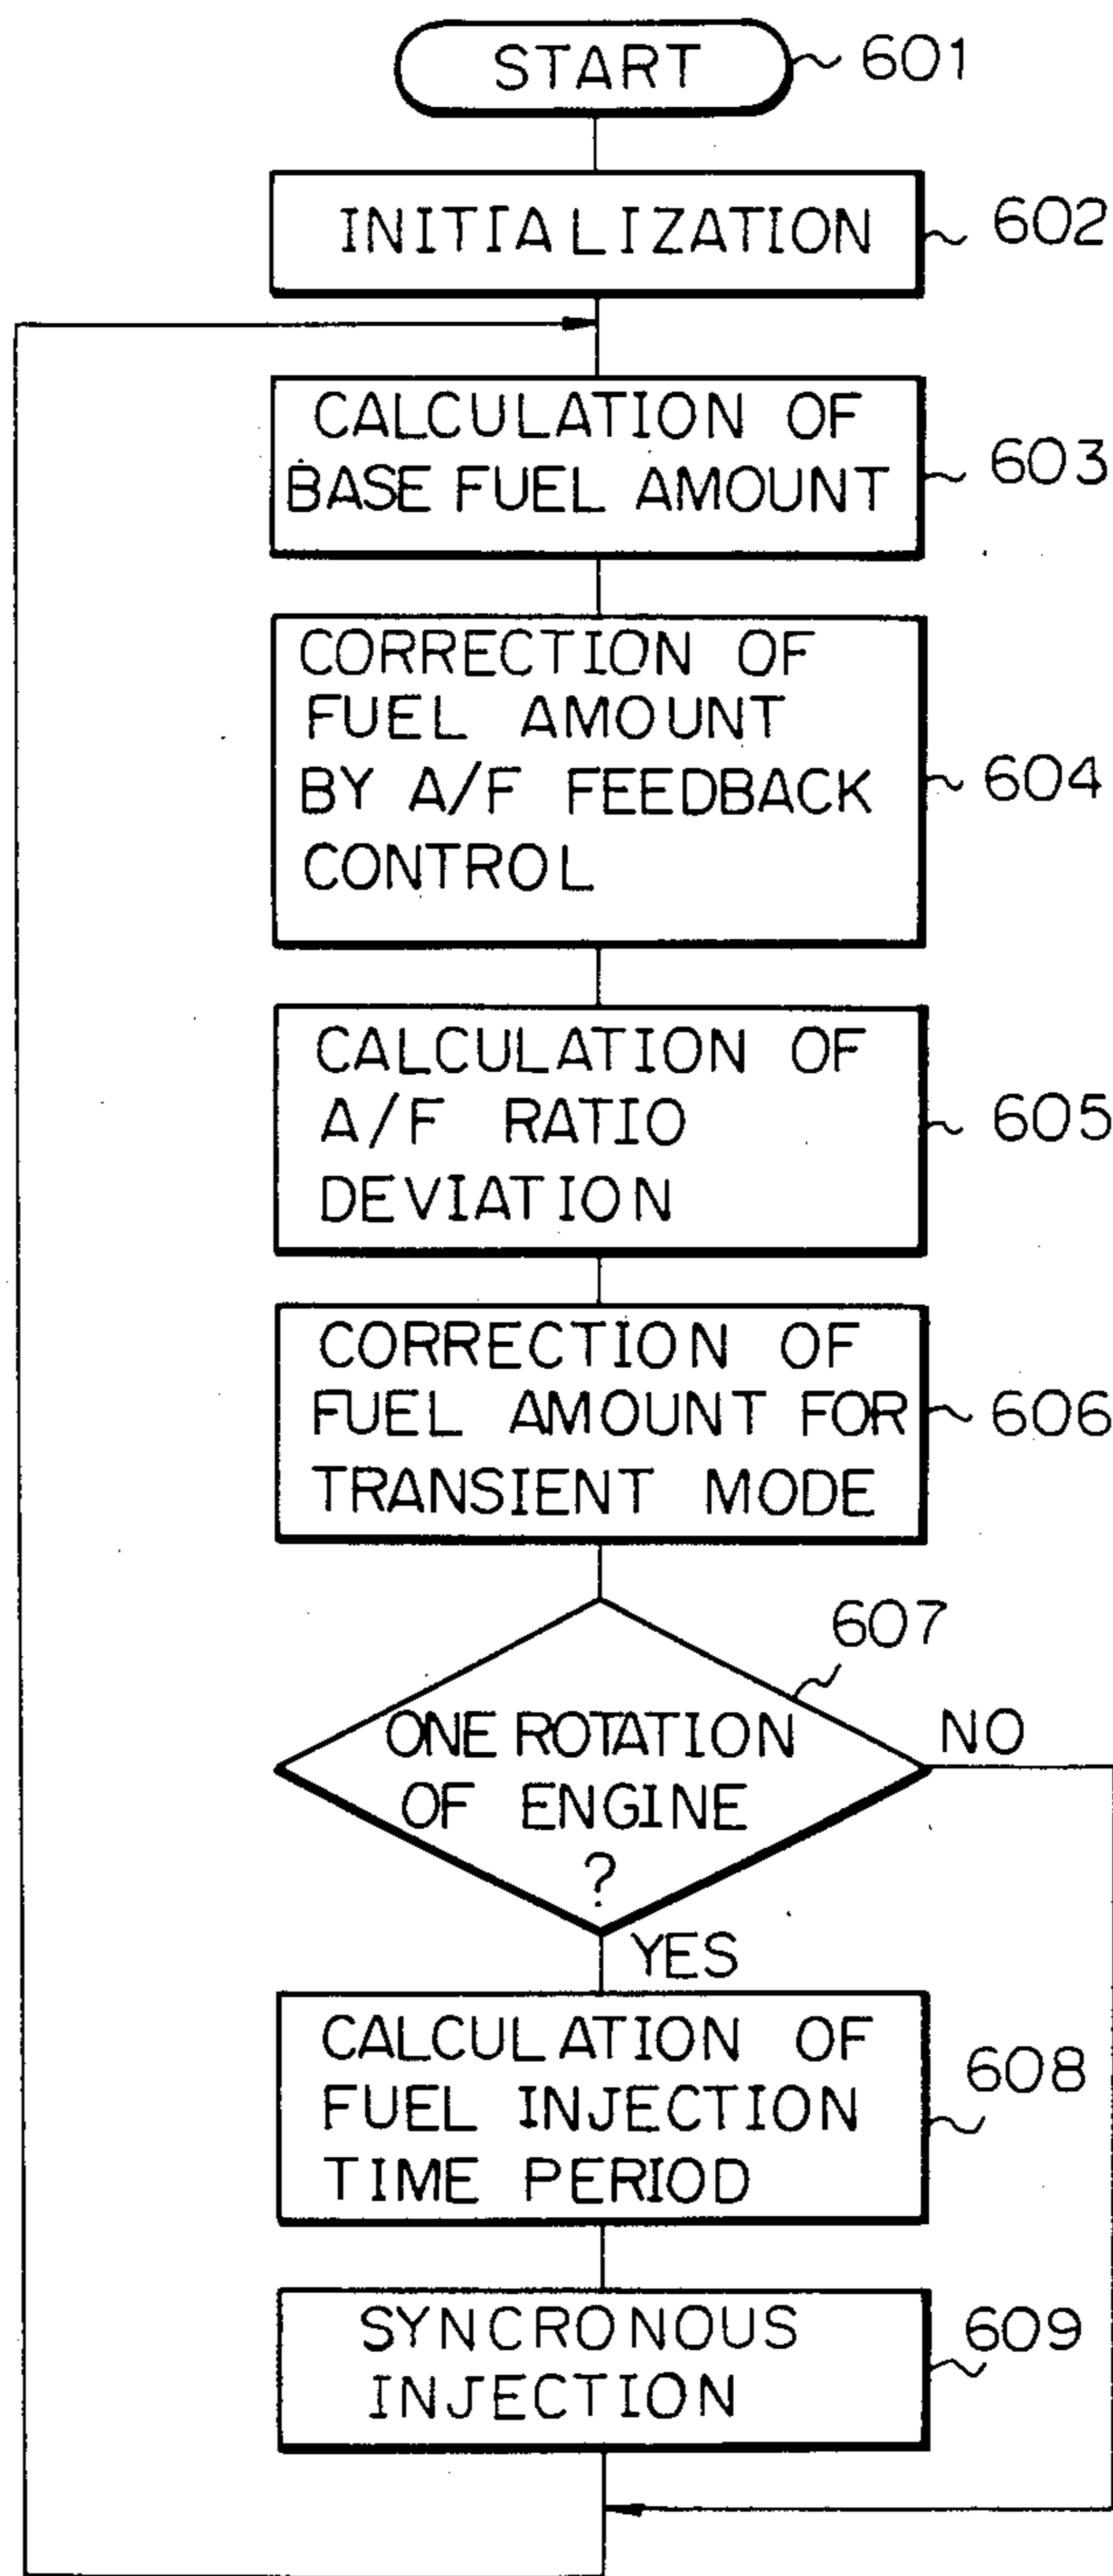 START
601
INITIALIZATION
602
CALCULATION OF
BASE FUEL AMOUNT
603
CORRECTION OF
FUEL AMOUNT
BY A/F FEEDBACK
CONTROL
604
CALCULATION OF
A/F RATIO
DEVIATION
605
CORRECTION OF
FUEL AMOUNT FOR
TRANSIENT MODE
606
607
ONE ROTATION
OF ENGINE
?
NO
YES
CALCULATION OF
FUEL INJECTION
TIME PERIOD
608
SYNCRONOUS
INJECTION
609